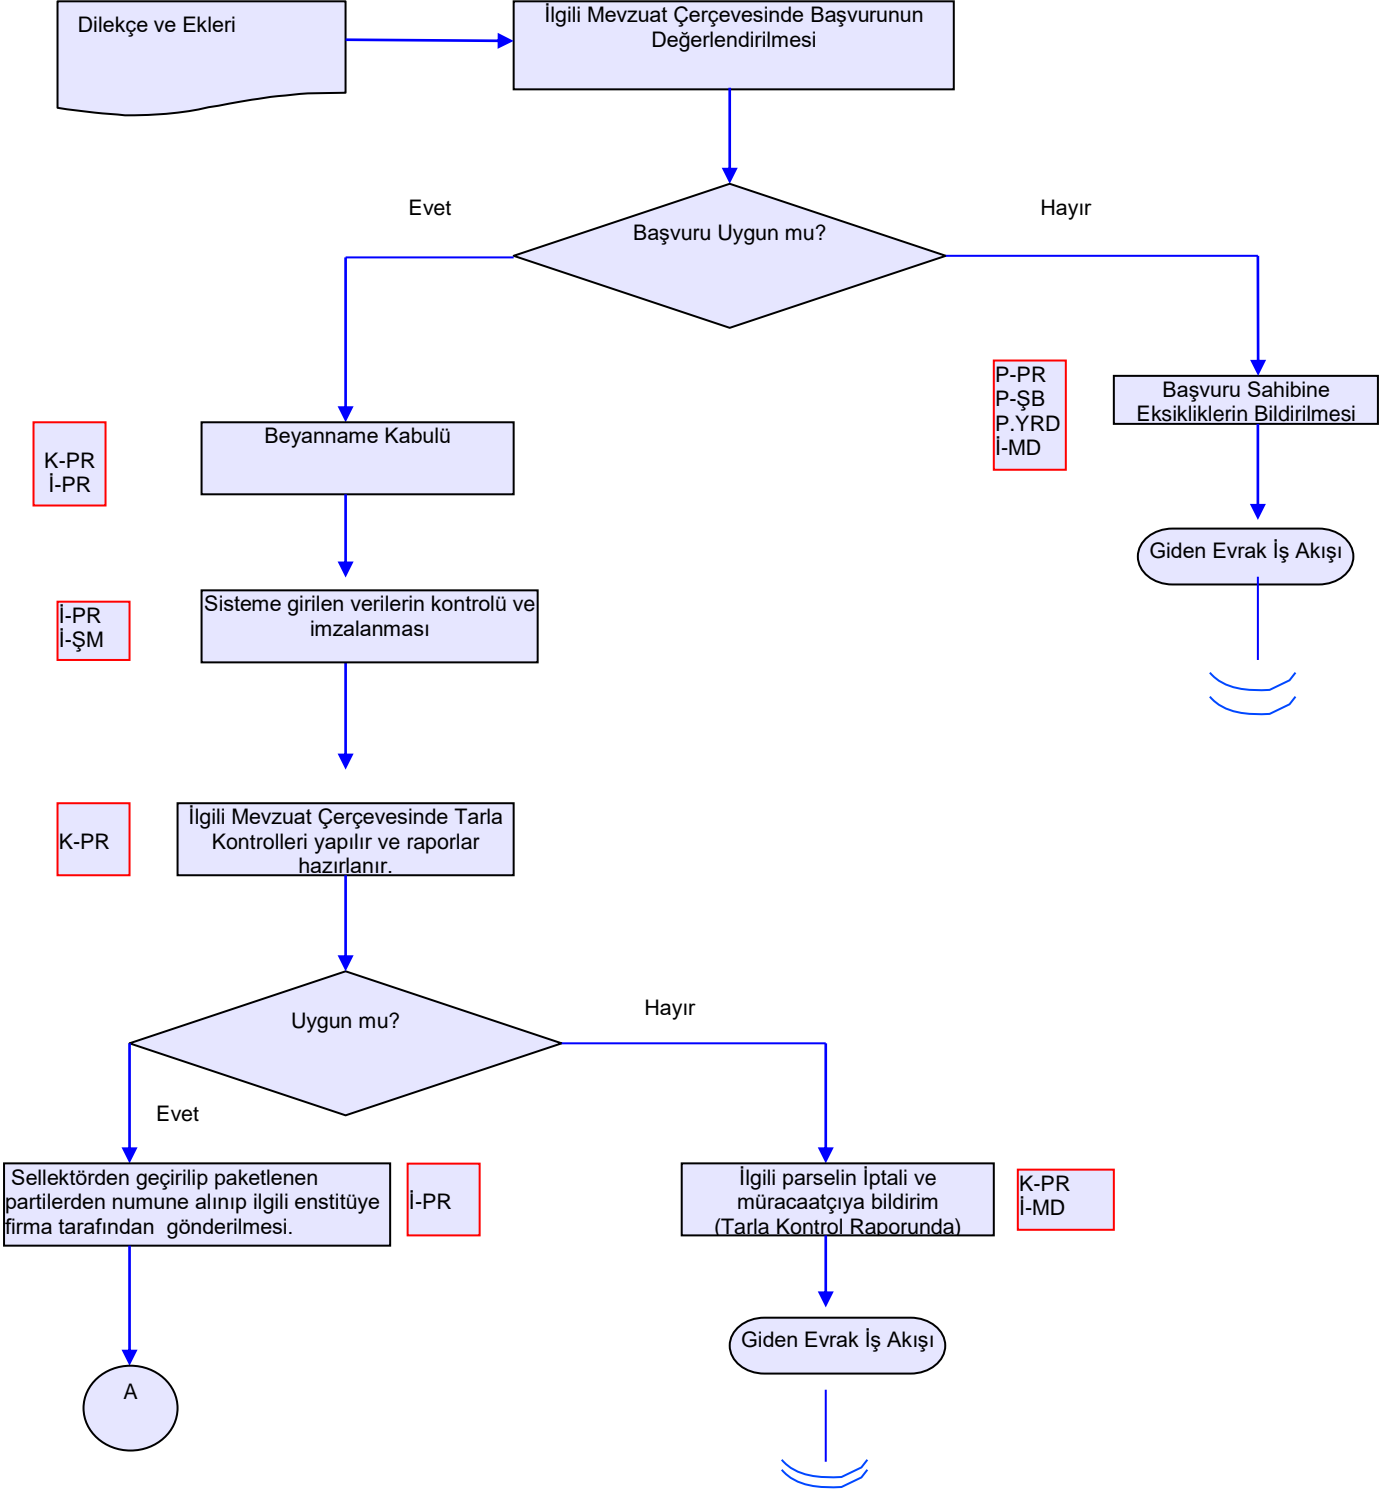 Dilekçe ve Ekleri
İlgili Mevzuat Çerçevesinde Başvurunun
Değerlendirilmesi
Evet
Hayır
Başvuru Uygun mu?
P-PR
P-ŞB
P.YRD
İ-MD
Başvuru Sahibine
Eksikliklerin Bildirilmesi
K-PR
İ-PR
Beyanname Kabulü
Giden Evrak İş Akışı
İ-PR
İ-ŞM
Sisteme girilen verilerin kontrolü ve
imzalanması
K-PR
İlgili Mevzuat Çerçevesinde Tarla
Kontrolleri yapılır ve raporlar
hazırlanır.
Uygun mu?
Hayır
Evet
Sellektörden geçirilip paketlenen
partilerden numune alınıp ilgili enstitüye
firma tarafından  gönderilmesi.
İ-PR
İlgili parselin İptali ve
müracaatçıya bildirim
(Tarla Kontrol Raporunda)
K-PR
İ-MD
Giden Evrak İş Akışı
A